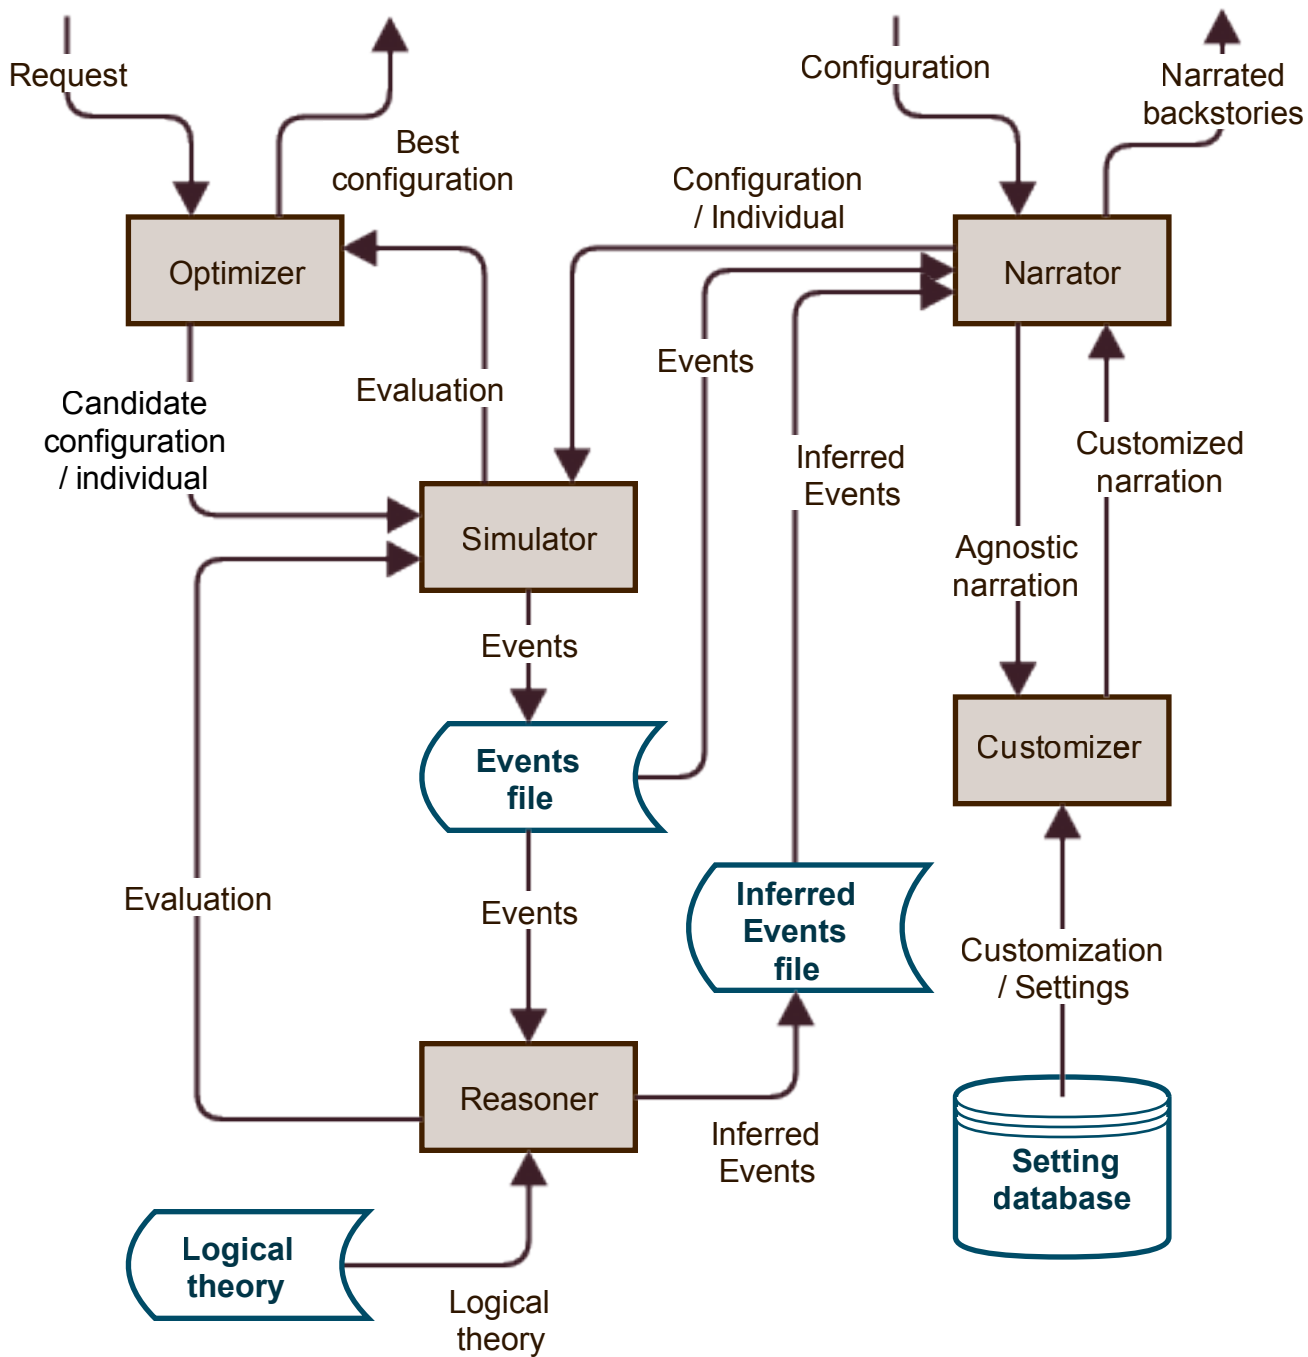 Request
Best
configuration
Configuration
Narrated
backstories
Configuration
/ Individual
Optimizer
Narrator
Evaluation
Events
Candidate
configuration
/ individual
Inferred
Events
Customized
narration
Simulator
Agnostic
narration
Events
Events
file
Customizer
Evaluation
Events
Inferred
Events
file
Customization
/ Settings
Reasoner
Inferred
Events
Setting
database
Logical
theory
Logical
theory